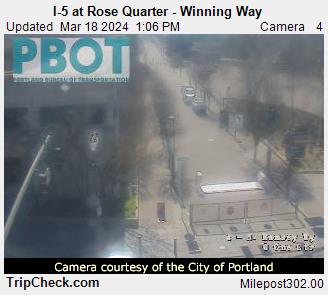 I-5 at Rose Quarter - Winning Way
Updated Mar 18 2024 1:06 PM Camera 4
PBOT
PORTLAND BUREAU OF TRANSPORTATION
Camera courtesy of the City of Portland
TripCheck.com Milepost302.00